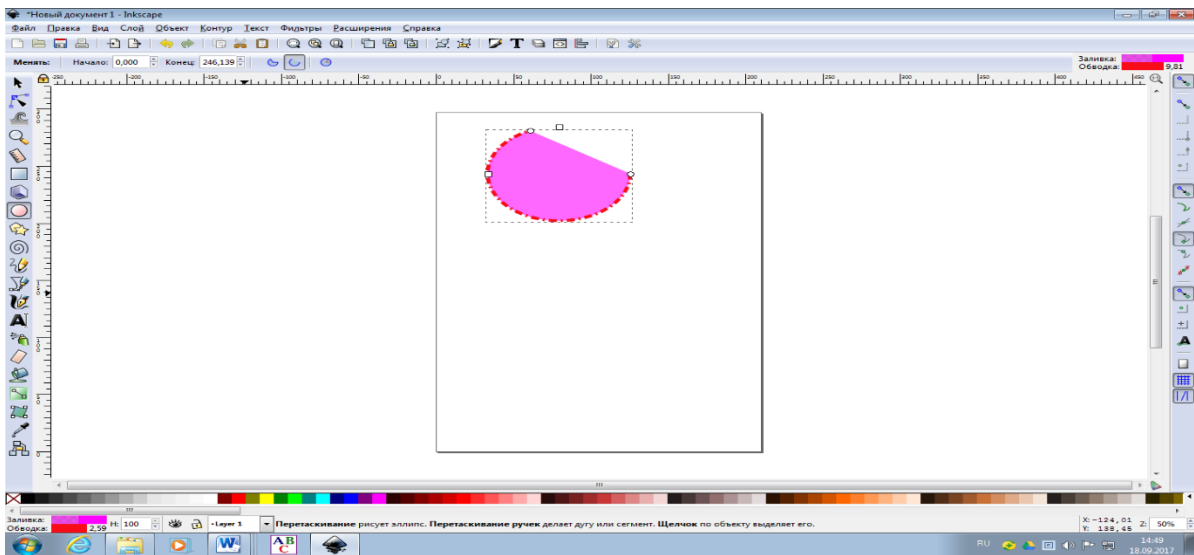 *Новый документ 1 - Inkscape
Файл Правка Вид Слой Объект Контур Текст Фильтры Расширения Справка
Менять: Начало: 0,000 Конец: 246,139
Заливка:
Обводка: 9,81
Заливка:
Обводка: 2,59
Н: 100
-Layer 1
Перетаскивание рисует эллипс. Перетаскивание ручек делает дугу или сегмент. Щелчок по объекту выделяет его.
X: -124,01
Y: 138,46
Z: 50%
RU
14:49
18.09.2017